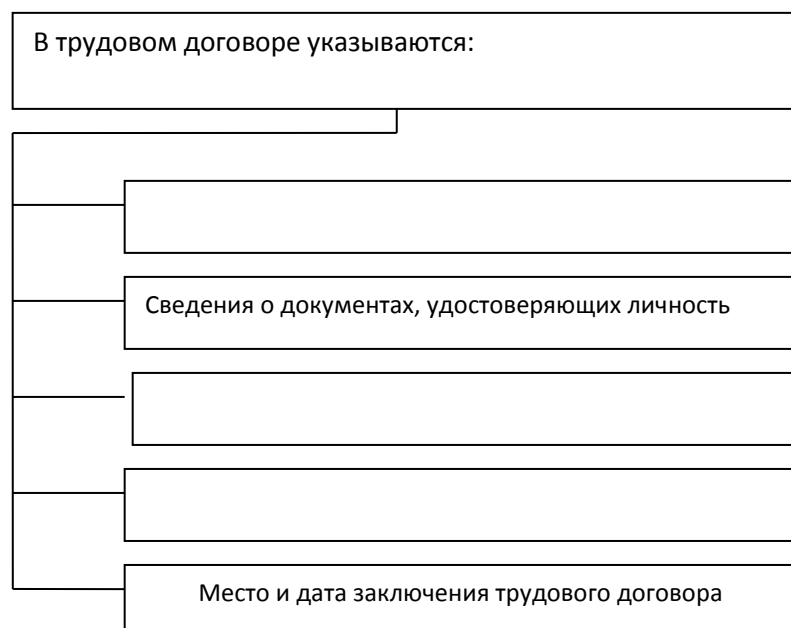 В трудовом договоре указываются:
Сведения о документах, удостоверяющих личность
Место и дата заключения трудового договора